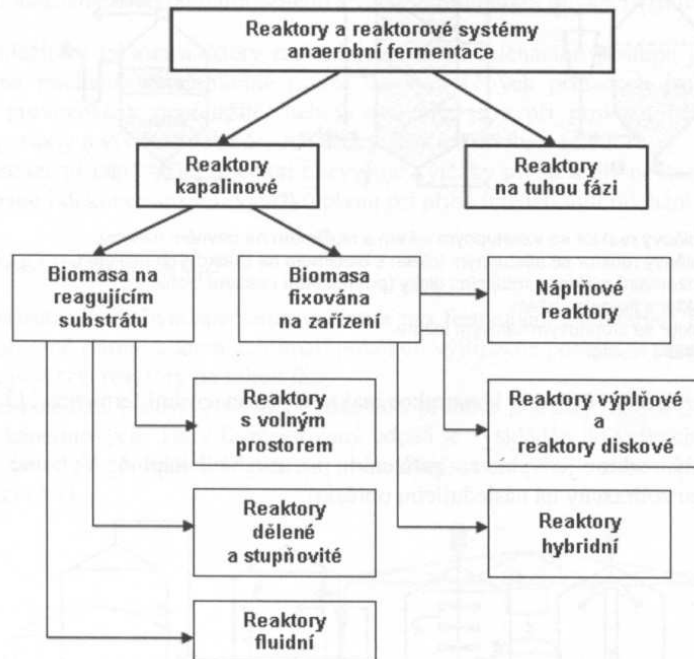 Reaktory a reaktorové systémy
anaerobní fermentace
Reaktory
kapalinové
Reaktory
na tuhou fázi
Biomasa na
reagujícím
substrátu
Biomasa
fixována
na zařízení
Náplňové
reaktory
Reaktory
s volným
prostorem
Reaktory výplňové
a
reaktory diskové
Reaktory
dělené
a stupňovité
Reaktory
hybridní
Reaktory
fluidní